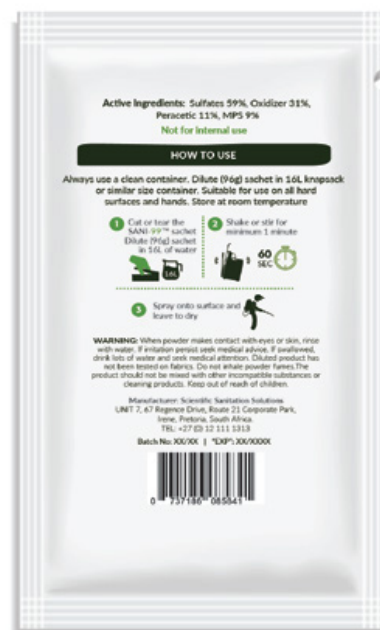 Active Ingredients: Sulfates 59%, Oxidizer 31%,
Peracetic 11%, MPS 9%
Not for internal use
HOW TO USE
Always use a clean container. Dilute (96g) sachet in 16L knapsack
or similar size container. Suitable for use on all hard
surfaces and hands. Store at room temperature
1 Cut or tear the
SANI-99™ sachet
Dilute (96g) sachet
in 16L of water
16L
2 Shake or stir for
minimum 1 minute
60
SEC
3 Spray onto surface and
leave to dry
WARNING: When powder makes contact with eyes or skin, rinse
with water. If irritation persist seek medical advice. If swallowed,
drink lots of water and seek medical attention. Diluted product has
not been tested on fabrics. Do not inhale powder fumes.The
product should not be mixed with other incompatible substances or
cleaning products. Keep out of reach of children.
Manufacturer: Scientific Sanitation Solutions
UNIT 7, 67 Regence Drive, Route 21 Corporate Park,
Irene, Pretoria, South Africa.
TEL: +27 (0) 12 111 1313
Batch No: XX/XX | "EXP": XX/XXXX
0 737186 085841